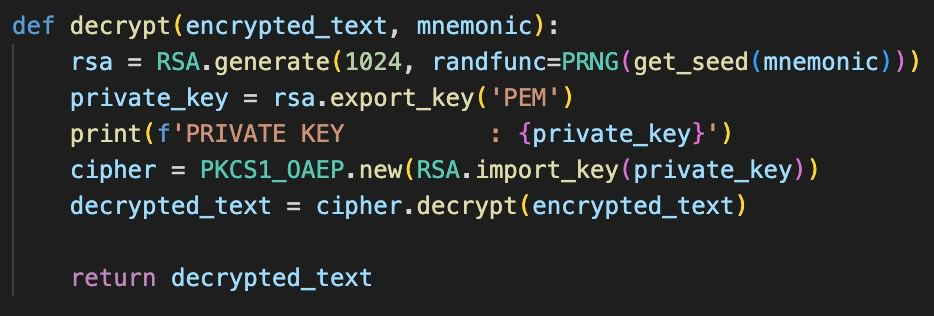 def decrypt(encrypted_text, mnemonic):
    rsa = RSA.generate(1024, randfunc=PRNG(get_seed(mnemonic)))
    private_key = rsa.export_key('PEM')
    print(f'PRIVATE KEY          : {private_key}')
    cipher = PKCS1_OAEP.new(RSA.import_key(private_key))
    decrypted_text = cipher.decrypt(encrypted_text)

    return decrypted_text